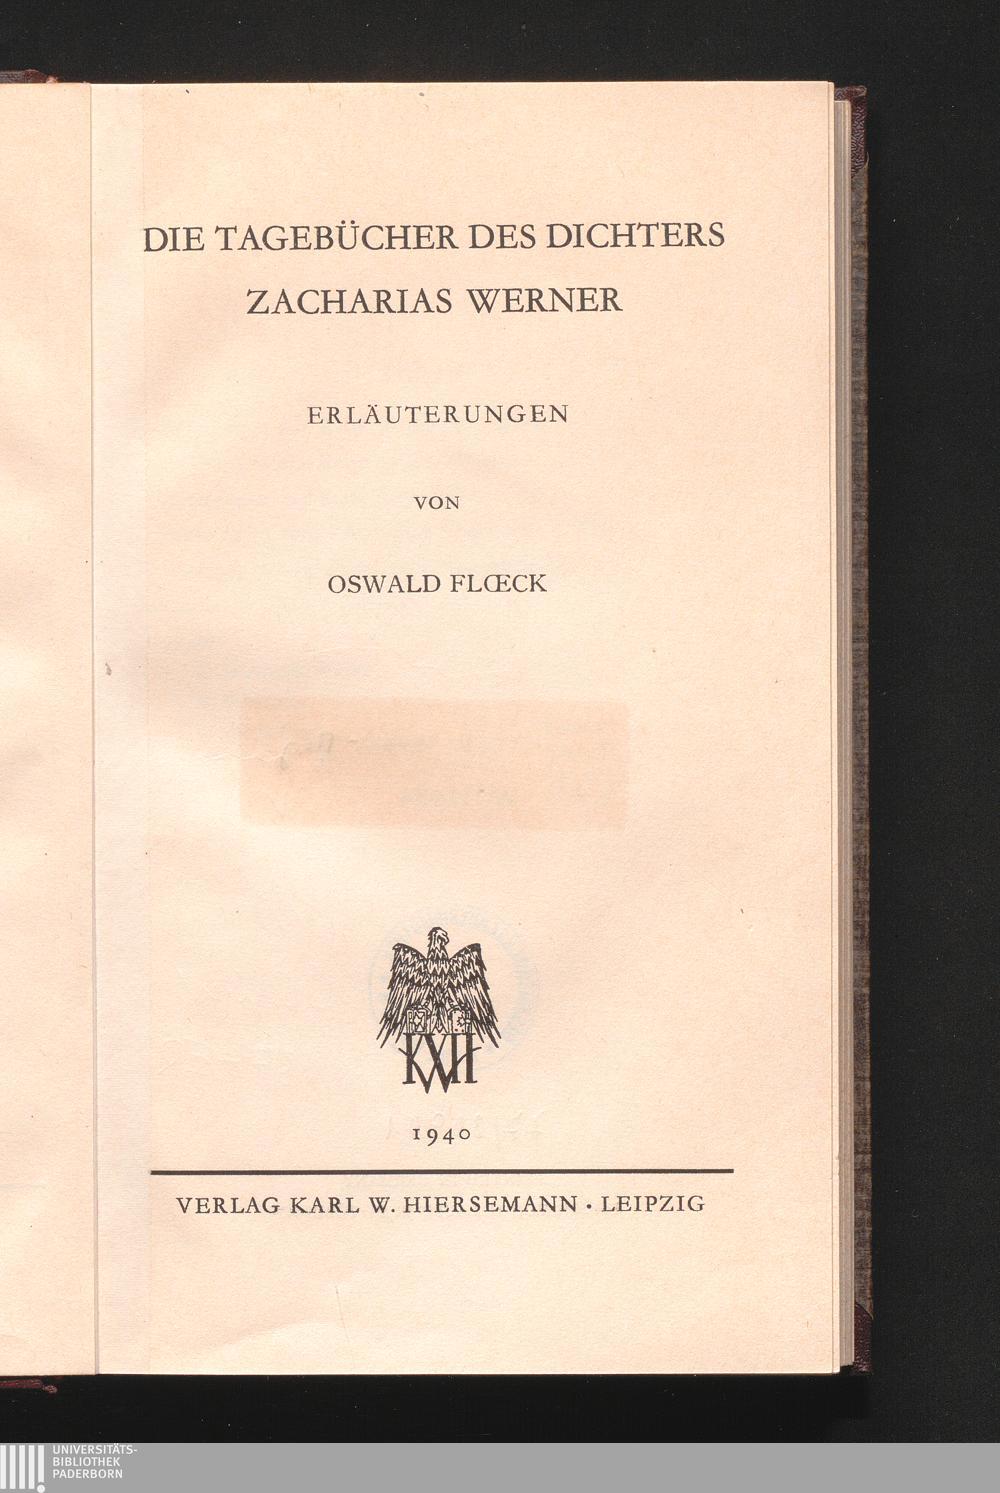 DIE TAGEBÜCHER DES DICHTERS
ZACHARIAS WERNER
ERLÄUTERUNGEN
VON
OSWALD FLŒCK
KWH
1940
VERLAG KARL W. HIERSEMANN · LEIPZIG
UNIVERSITÄTS-
BIBLIOTHEK
PADERBORN